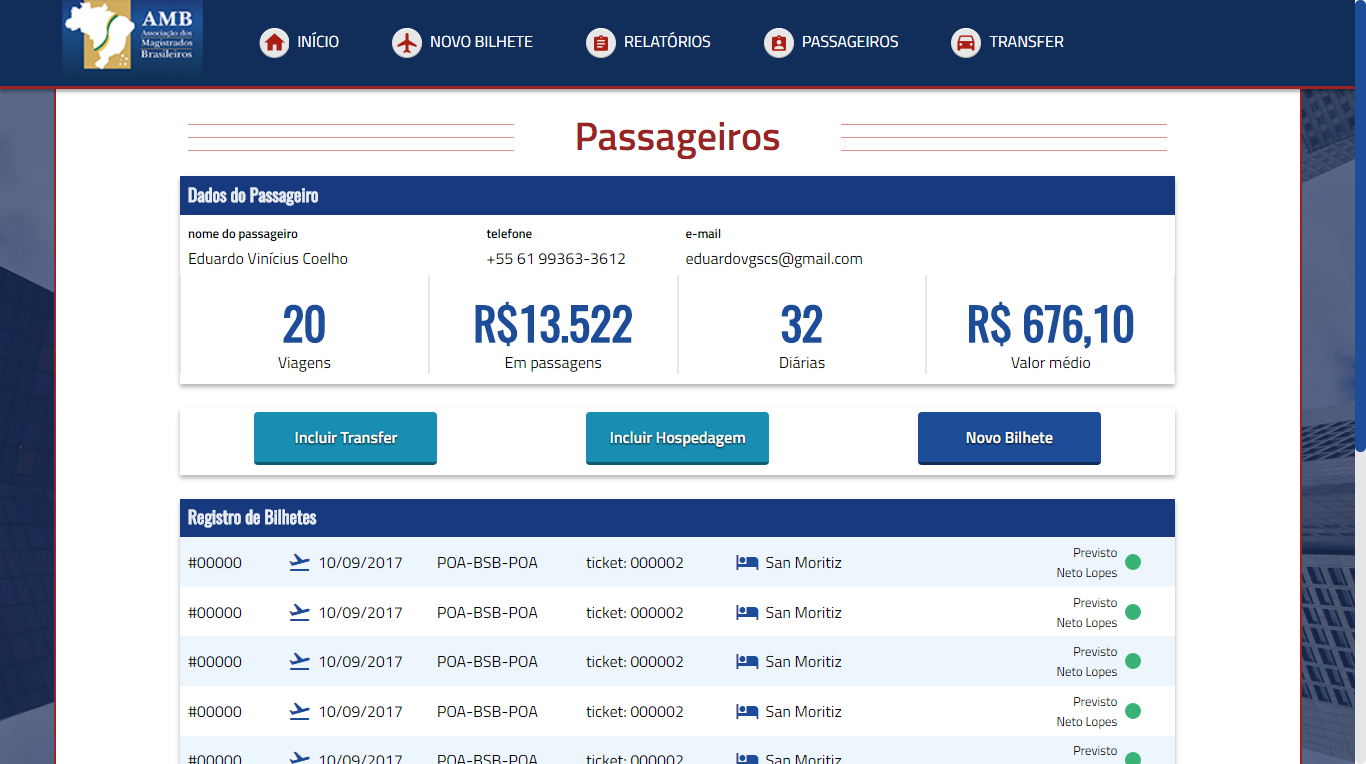 AMB
Associação dos
Magistrados
Brasileiros
INÍCIO
NOVO BILHETE
RELATÓRIOS
PASSAGEIROS
TRANSFER
Passageiros
Dados do Passageiro
nome do passageiro
telefone
e-mail
Eduardo Vinícius Coelho
+55 61 99363-3612
eduardovgscs@gmail.com
20
R$13.522
32
R$ 676,10
Viagens
Em passagens
Diárias
Valor médio
Incluir Transfer
Incluir Hospedagem
Novo Bilhete
Registro de Bilhetes
#00000 10/09/2017 POA-BSB-POA ticket: 000002 San Moritiz Previsto
Neto Lopes
#00000 10/09/2017 POA-BSB-POA ticket: 000002 San Moritiz Previsto
Neto Lopes
#00000 10/09/2017 POA-BSB-POA ticket: 000002 San Moritiz Previsto
Neto Lopes
#00000 10/09/2017 POA-BSB-POA ticket: 000002 San Moritiz Previsto
Neto Lopes
#00000 10/09/2017 POA-BSB-POA ticket: 000002 San Moritiz Previsto